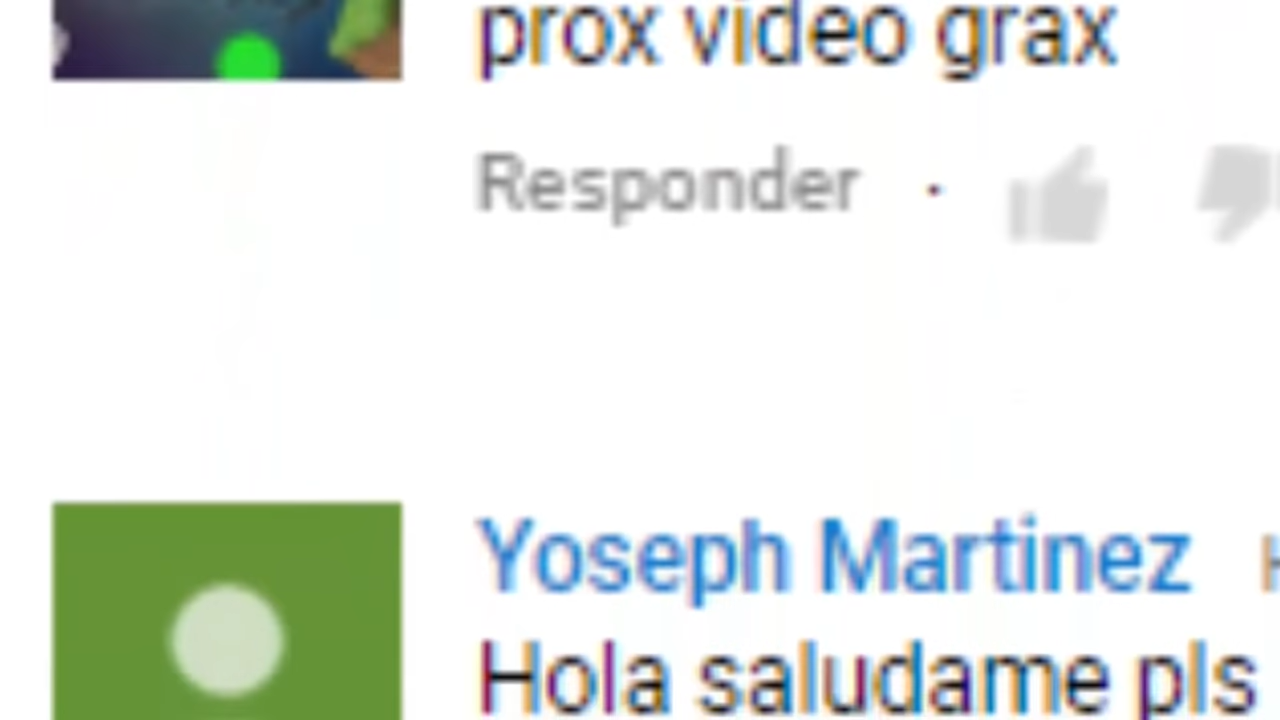 prox video grax
Responder ·
Yoseph Martinez
Hola saludame pls